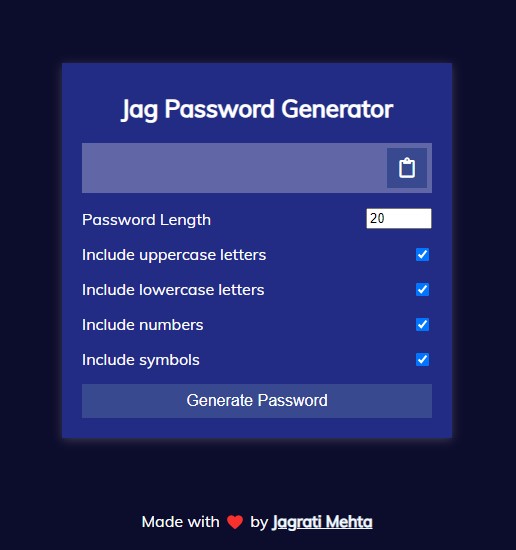 Jag Password Generator
Password Length 20
Include uppercase letters
Include lowercase letters
Include numbers
Include symbols
Generate Password
Made with ❤ by Jagrati Mehta